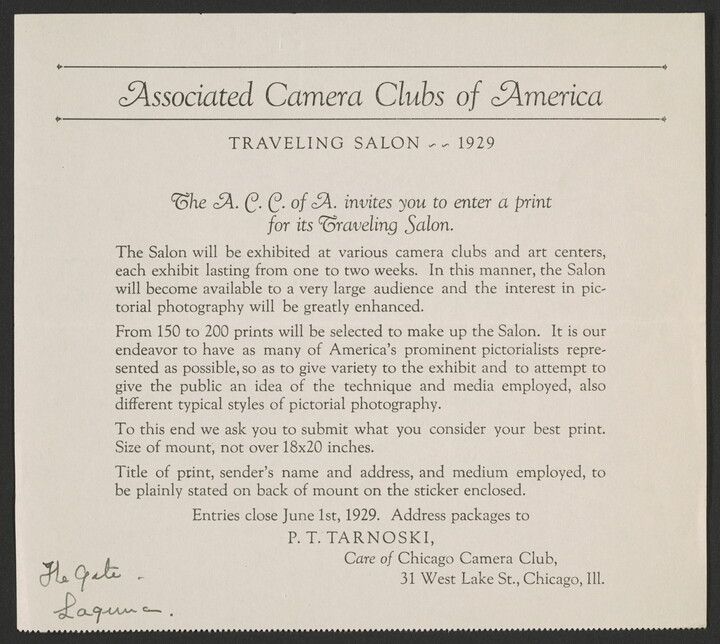 Associated Camera Clubs of America
TRAVELING SALON ~~ 1929
The A. C. C. of A. invites you to enter a print
for its Traveling Salon.
The Salon will be exhibited at various camera clubs and art centers,
each exhibit lasting from one to two weeks. In this manner, the Salon
will become available to a very large audience and the interest in pic-
torial photography will be greatly enhanced.
From 150 to 200 prints will be selected to make up the Salon. It is our
endeavor to have as many of America's prominent pictorialists repre-
sented as possible, so as to give variety to the exhibit and to attempt to
give the public an idea of the technique and media employed, also
different typical styles of pictorial photography.
To this end we ask you to submit what you consider your best print.
Size of mount, not over 18x20 inches.
Title of print, sender's name and address, and medium employed, to
be plainly stated on back of mount on the sticker enclosed.
Entries close June 1st, 1929. Address packages to
P. T. TARNOSKI,
Care of Chicago Camera Club,
31 West Lake St., Chicago, Ill.
The Gate -
Laguna.